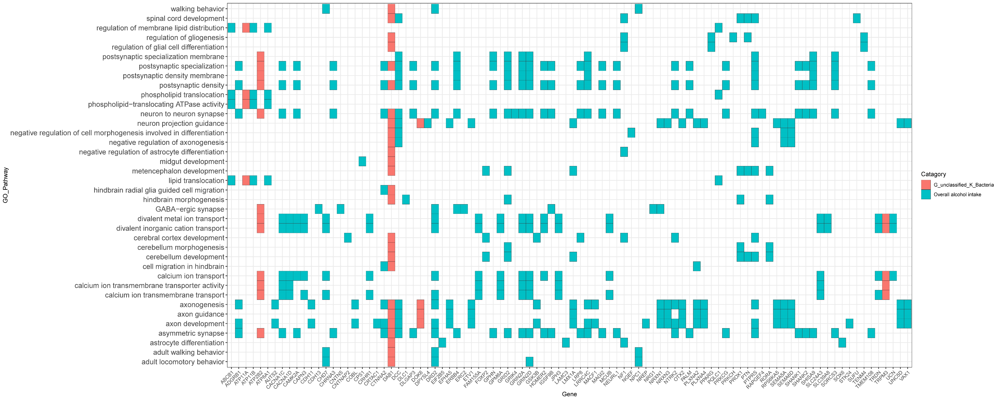 walking behavior
spinal cord development
regulation of membrane lipid distribution
regulation of gliogenesis
regulation of glial cell differentiation
postsynaptic specialization membrane
postsynaptic specialization
postsynaptic density membrane
postsynaptic density
phospholipid translocation
phospholipid−translocating ATPase activity
neuron to neuron synapse
neuron projection guidance
negative regulation of cell morphogenesis involved in differentiation
negative regulation of axonogenesis
negative regulation of astrocyte differentiation
midgut development
metencephalon development
lipid translocation
hindbrain radial glia guided cell migration
hindbrain morphogenesis
GABA−ergic synapse
divalent metal ion transport
divalent inorganic cation transport
cerebral cortex development
cerebellum morphogenesis
cerebellum development
cell migration in hindbrain
calcium ion transport
calcium ion transmembrane transporter activity
calcium ion transmembrane transport
axonogenesis
axon guidance
axon development
asymmetric synapse
astrocyte differentiation
adult walking behavior
adult locomotory behavior
GO_Pathway
ABCB1
ADGRB1
ATP11A
ATP11B
ATP2B2
ATP8A1
AUTS2
CACNA1C
CACNA1D
CAMK2A
CAPN3
CDH11
CDH13
CHD7
CHRNA3
CNTN5
CNTNAP2
COBL
CPS1
CRHR1
CRTAC1
CTNNA2
DAB1
DCC
DLC1
DLGAP3
DOK6
DPYSL4
DRD2
EIF2B5
EPHA5
ERBB4
ERC2
ETV1
FAM155A
FOXP2
GPHN
GPM6A
GRID2
GRIK4
GRIN2A
GRIN2D
GSK3B
HOMER2
IGSF9B
JPH3
LAMC3
LMX1A
LRP8
LRRC4C
MACF1
MAGI2
MCUB
NEURL1
NF1
NGEF
NPC1
NREP
NRG1
NRXN1
NRXN3
NTRK2
OTX2
PALM
PLXNA2
PLXNA4
PPARG
PQLC1
PRKCG
PRKCH
PROX1
PTN
PTPRS
RAPGEF4
RORA
RPS6KA5
SEMA5A
SEMA6D
SHANK1
SHANK2
SHISA9
SLC24A3
SLC39A8
SORCS3
SOX6
STK24
SUFU
TENM4
TMEM108
TRDN
TRPM3
UCN
UNC5D
VAX1
Gene
Catagory
G_unclassified_K_Bacteria
Overall alcohol intake